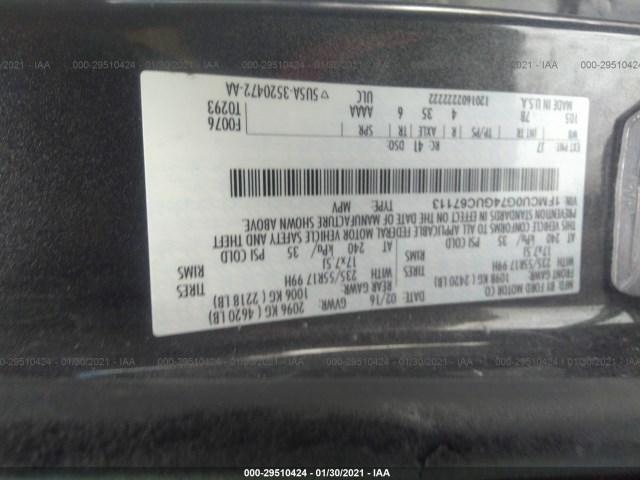 MFD. BY FORD MOTOR CO.
DATE: 02/16 GVWR: 2096 KG ( 4620 LB)
FRONT GAWR: REAR GAWR:
1098 KG ( 2420 LB) 1006 KG ( 2218 LB)
235/55R17 99H WITH TIRES 235/55R17 99H WITH TIRES
17x7.5J RIMS 17x7.5J RIMS
AT 240 kPa/ 35 PSI COLD AT 240 kPa/ 35 PSI COLD
THIS VEHICLE CONFORMS TO ALL APPLICABLE FEDERAL MOTOR VEHICLE SAFETY AND THEFT
PREVENTION STANDARDS IN EFFECT ON THE DATE OF MANUFACTURE SHOWN ABOVE.
VIN: 1FMCU0G74GUC67113
TYPE: MPV
EXT PNT: J7 RC: 41 DSO: F0076
WB INT TR TP/PS R AXLE TR SPR T0293
105 7B 4 35 6 AAAA
ULC
MADE IN U.S.A. 5U5A-3520472-AA
000-29510424 - 01/30/2021 - IAA